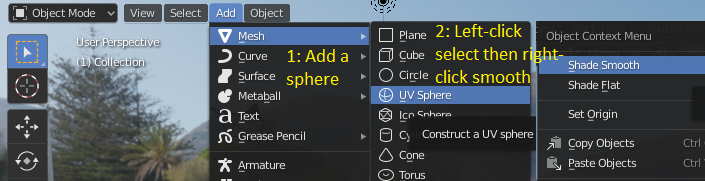 Object Mode
View
Select
Add
Object
User Perspective
(1) Collection
Mesh
Curve
Surface
Metaball
Text
Grease Pencil
Armature
1: Add a
sphere
Plane
Cube
Circle
UV Sphere
Ico Sphere
Construct a UV sphere
Cone
Torus
2: Left-click
select then right-
click smooth
Object Context Menu
Shade Smooth
Shade Flat
Set Origin
Copy Objects
Ctrl
Paste Objects
Ctrl